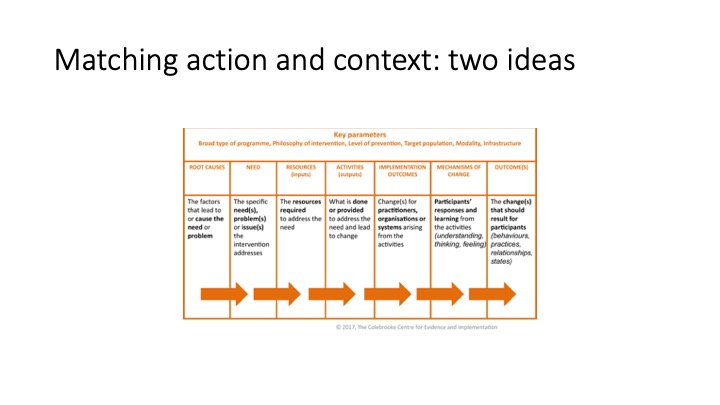 Matching action and context: two ideas
Key parameters
Broad type of programme, Philosophy of intervention, Level of prevention, Target population, Modality, Infrastructure
ROOT CAUSES
NEED
RESOURCES
(inputs)
ACTIVITIES
(outputs)
IMPLEMENTATION
OUTCOMES
MECHANISMS OF
CHANGE
OUTCOME(S)
The factors
that lead to
or cause the
need or
problem
The specific
need(s),
problem(s)
or issue(s)
the
intervention
addresses
The resources
required
to address the
need
What is done
or provided
to address the
need and lead
to change
Change(s) for
practitioners,
organisations or
systems arising
from the
activities
Participants'
responses and
learning from
the activities
(understanding,
thinking, feeling)
The change(s)
that should
result for
participants
(behaviours,
practices,
relationships,
states)
© 2017, The Colebrooke Centre for Evidence and Implementation